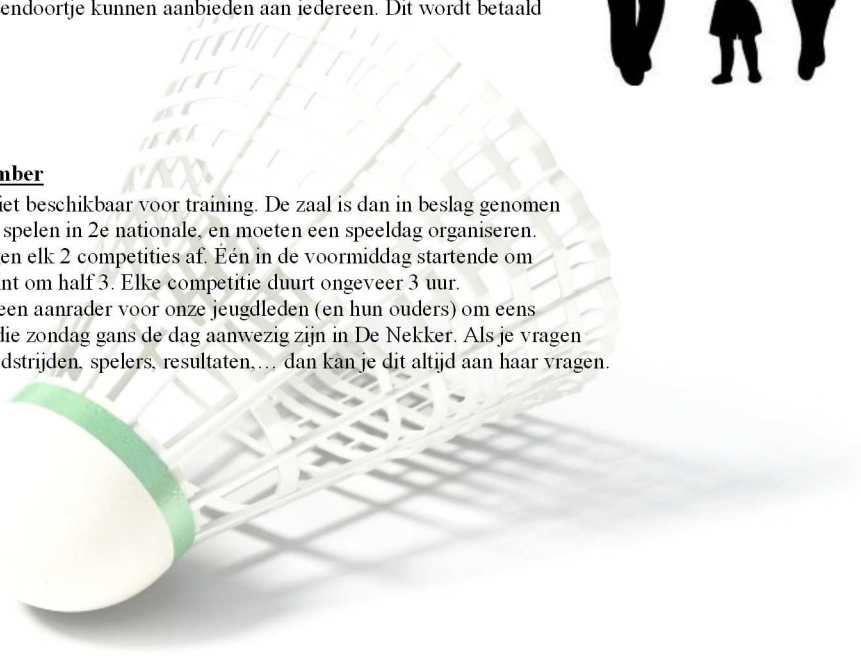 endoortje kunnen aanbieden aan iedereen. Dit wordt betaald
mber
iet beschikbaar voor training. De zaal is dan in beslag genomen
spelen in 2e nationale, en moeten een speeldag organiseren.
en elk 2 competities af. Één in de voormiddag startende om
nt om half 3. Elke competitie duurt ongeveer 3 uur.
een aanrader voor onze jeugdleden (en hun ouders) om eens
die zondag gans de dag aanwezig zijn in De Nekker. Als je vragen
dstrijden, spelers, resultaten,… dan kan je dit altijd aan haar vragen.